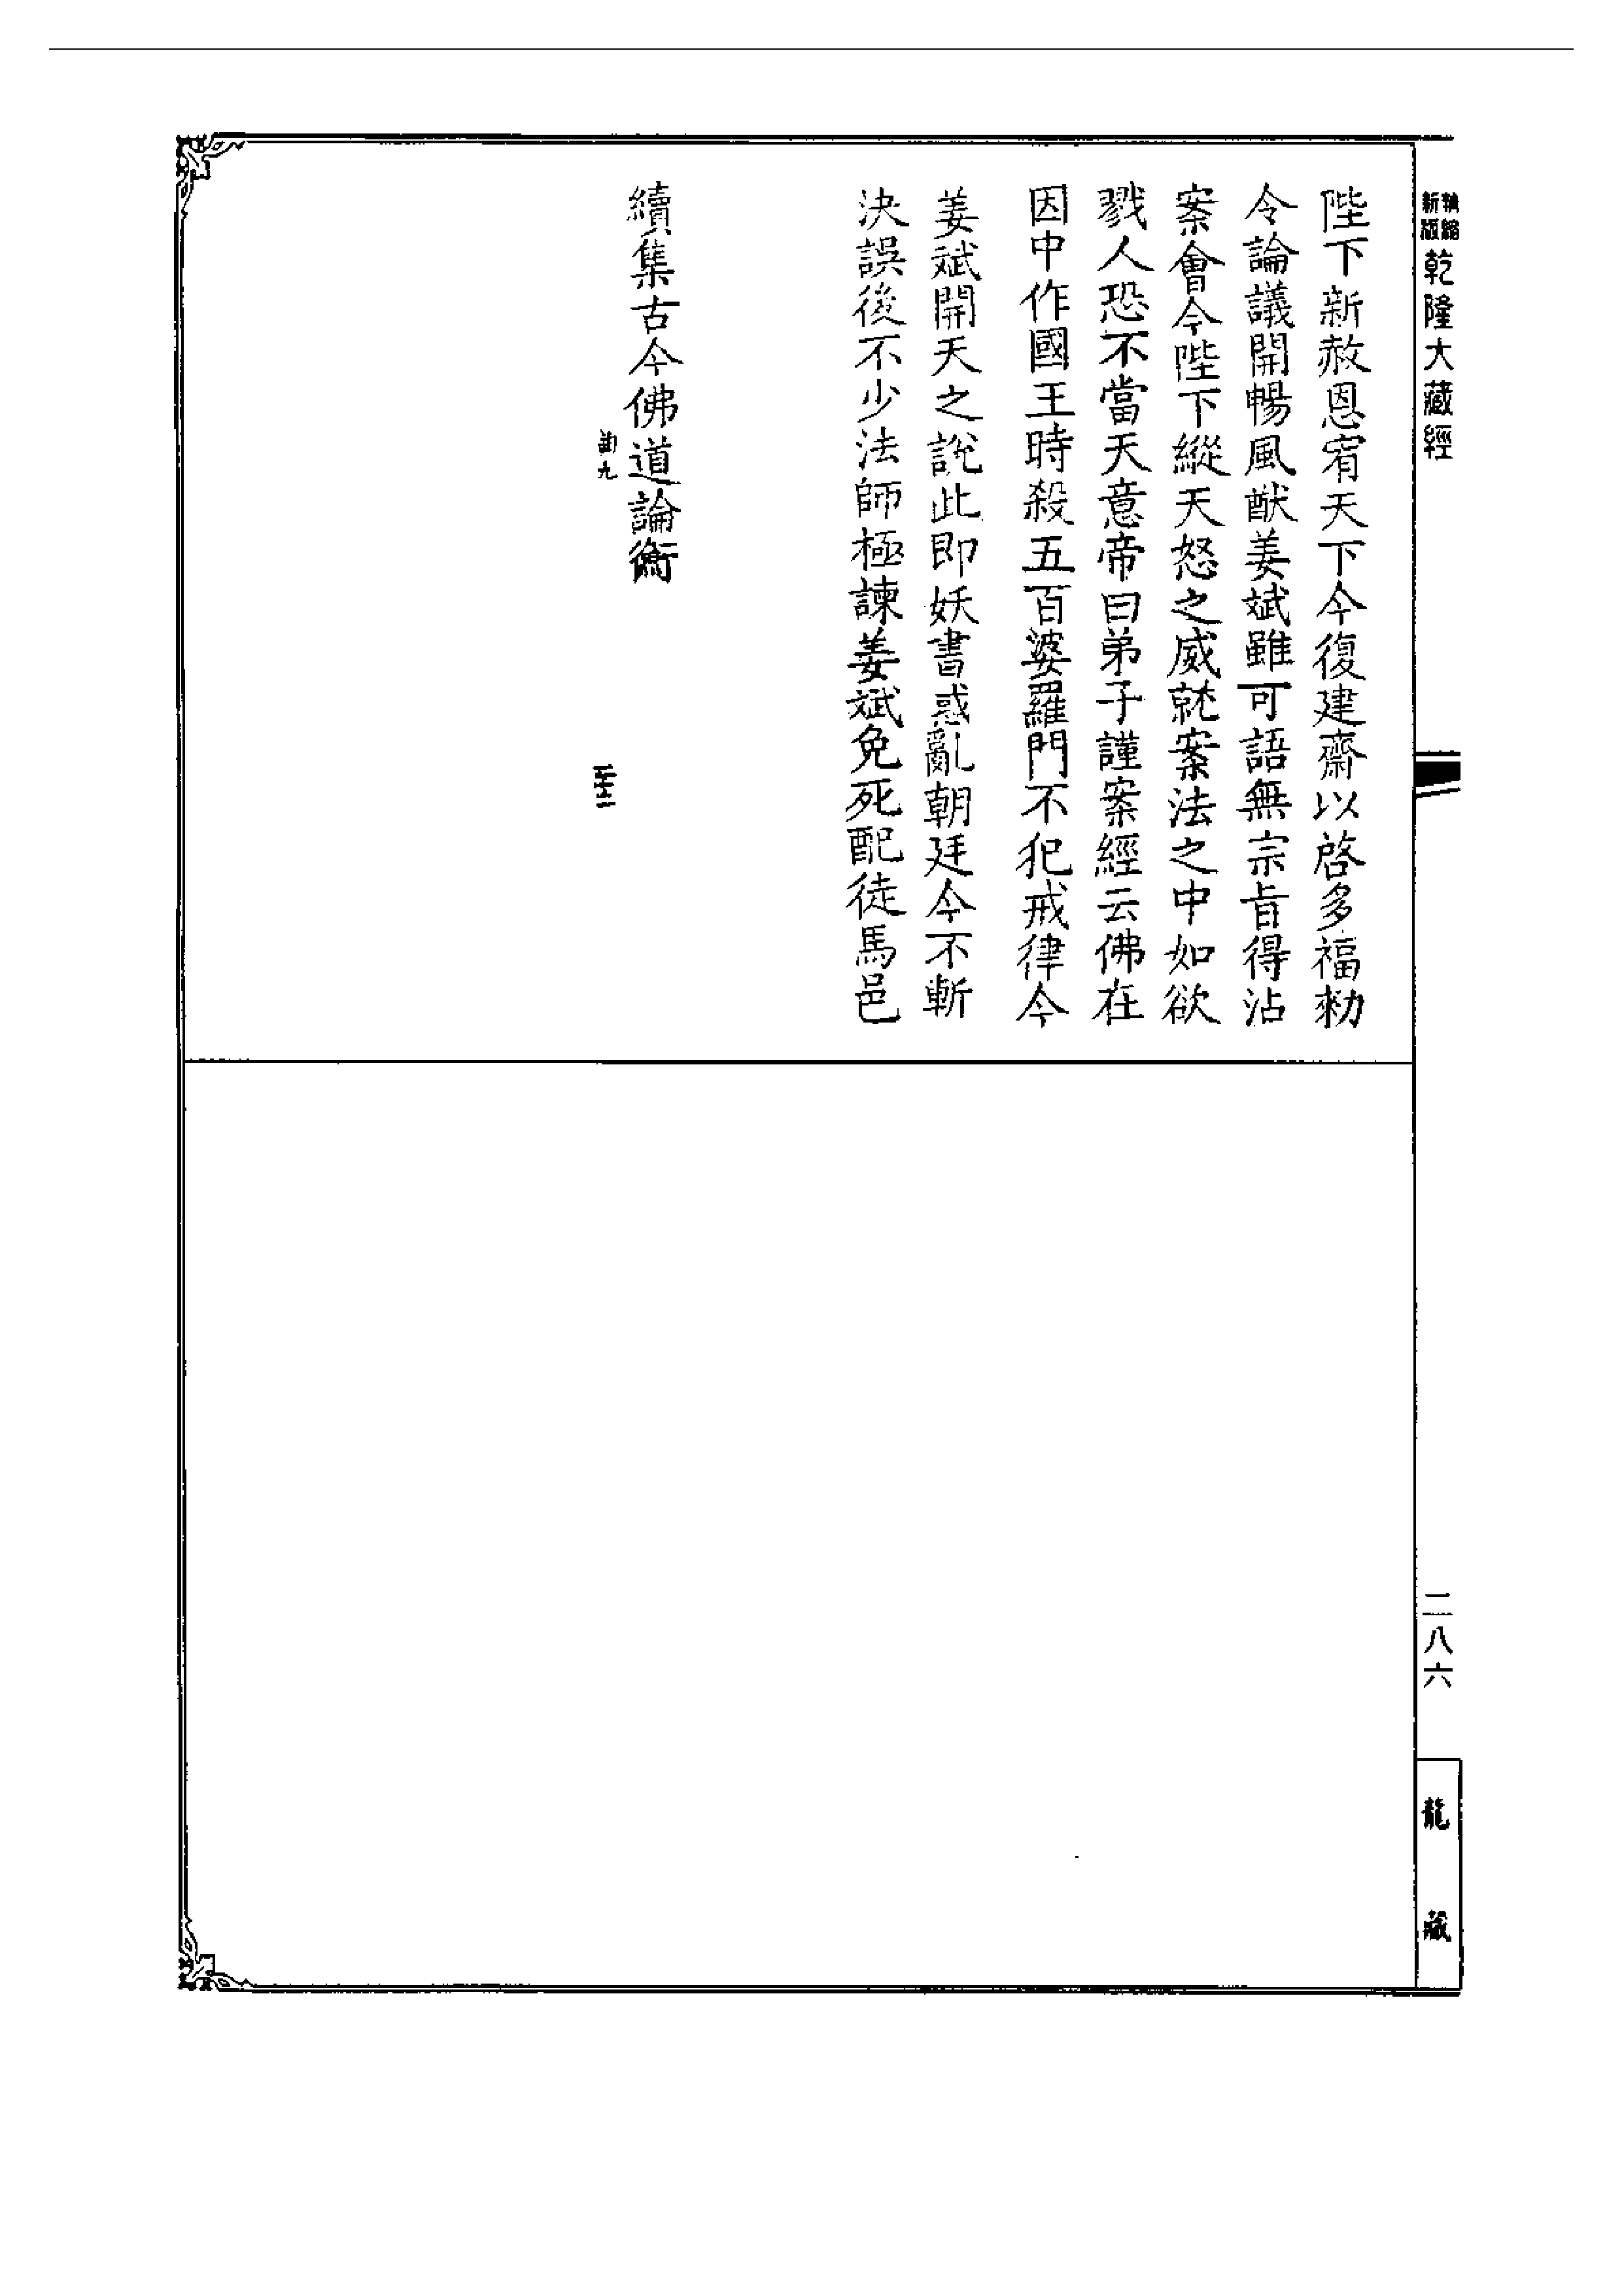 新版
乾隆大藏經
陛下新赦恩宥天下今復建齋以啓多福勑
令論議開暢風猷姜斌雖可語無宗旨得沾
案會今陛下縱天怒之威就案法之中如欲
戮人恐不當天意帝曰弟子謹案經云佛在
因中作國王時殺五百婆羅門不犯戒律今
姜斌開天之說此即妖書惑亂朝廷今不斬
決誤後不少法師極諫姜斌免死配徒馬邑
續集古今佛道論衡
二八六
龍藏